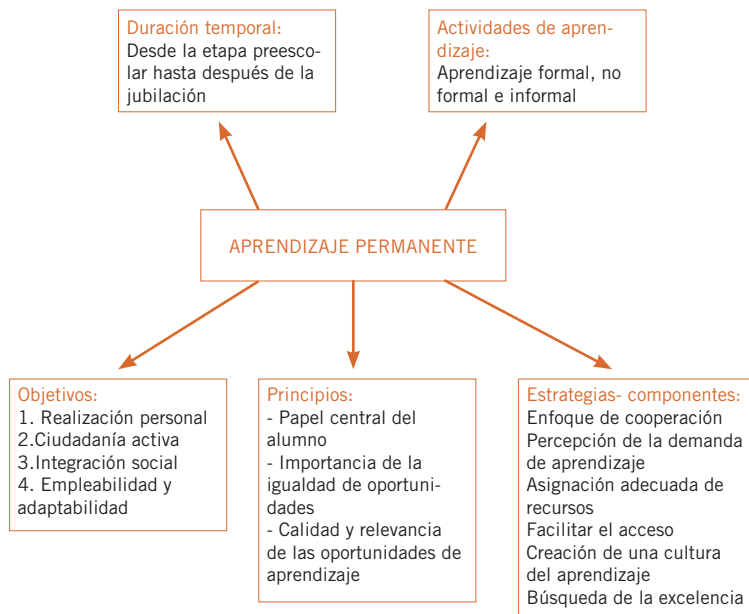 Duración temporal:
Desde la etapa preesco-
lar hasta después de la
jubilación
Actividades de apren-
dizaje:
Aprendizaje formal, no
formal e informal
APRENDIZAJE PERMANENTE
Objetivos:
1. Realización personal
2.Ciudadanía activa
3.Integración social
4. Empleabilidad y
adaptabilidad
Principios:
- Papel central del
alumno
- Importancia de la
igualdad de oportuni-
dades
- Calidad y relevancia
de las oportunidades de
aprendizaje
Estrategias- componentes:
Enfoque de cooperación
Percepción de la demanda
de aprendizaje
Asignación adecuada de
recursos
Facilitar el acceso
Creación de una cultura
del aprendizaje
Búsqueda de la excelencia